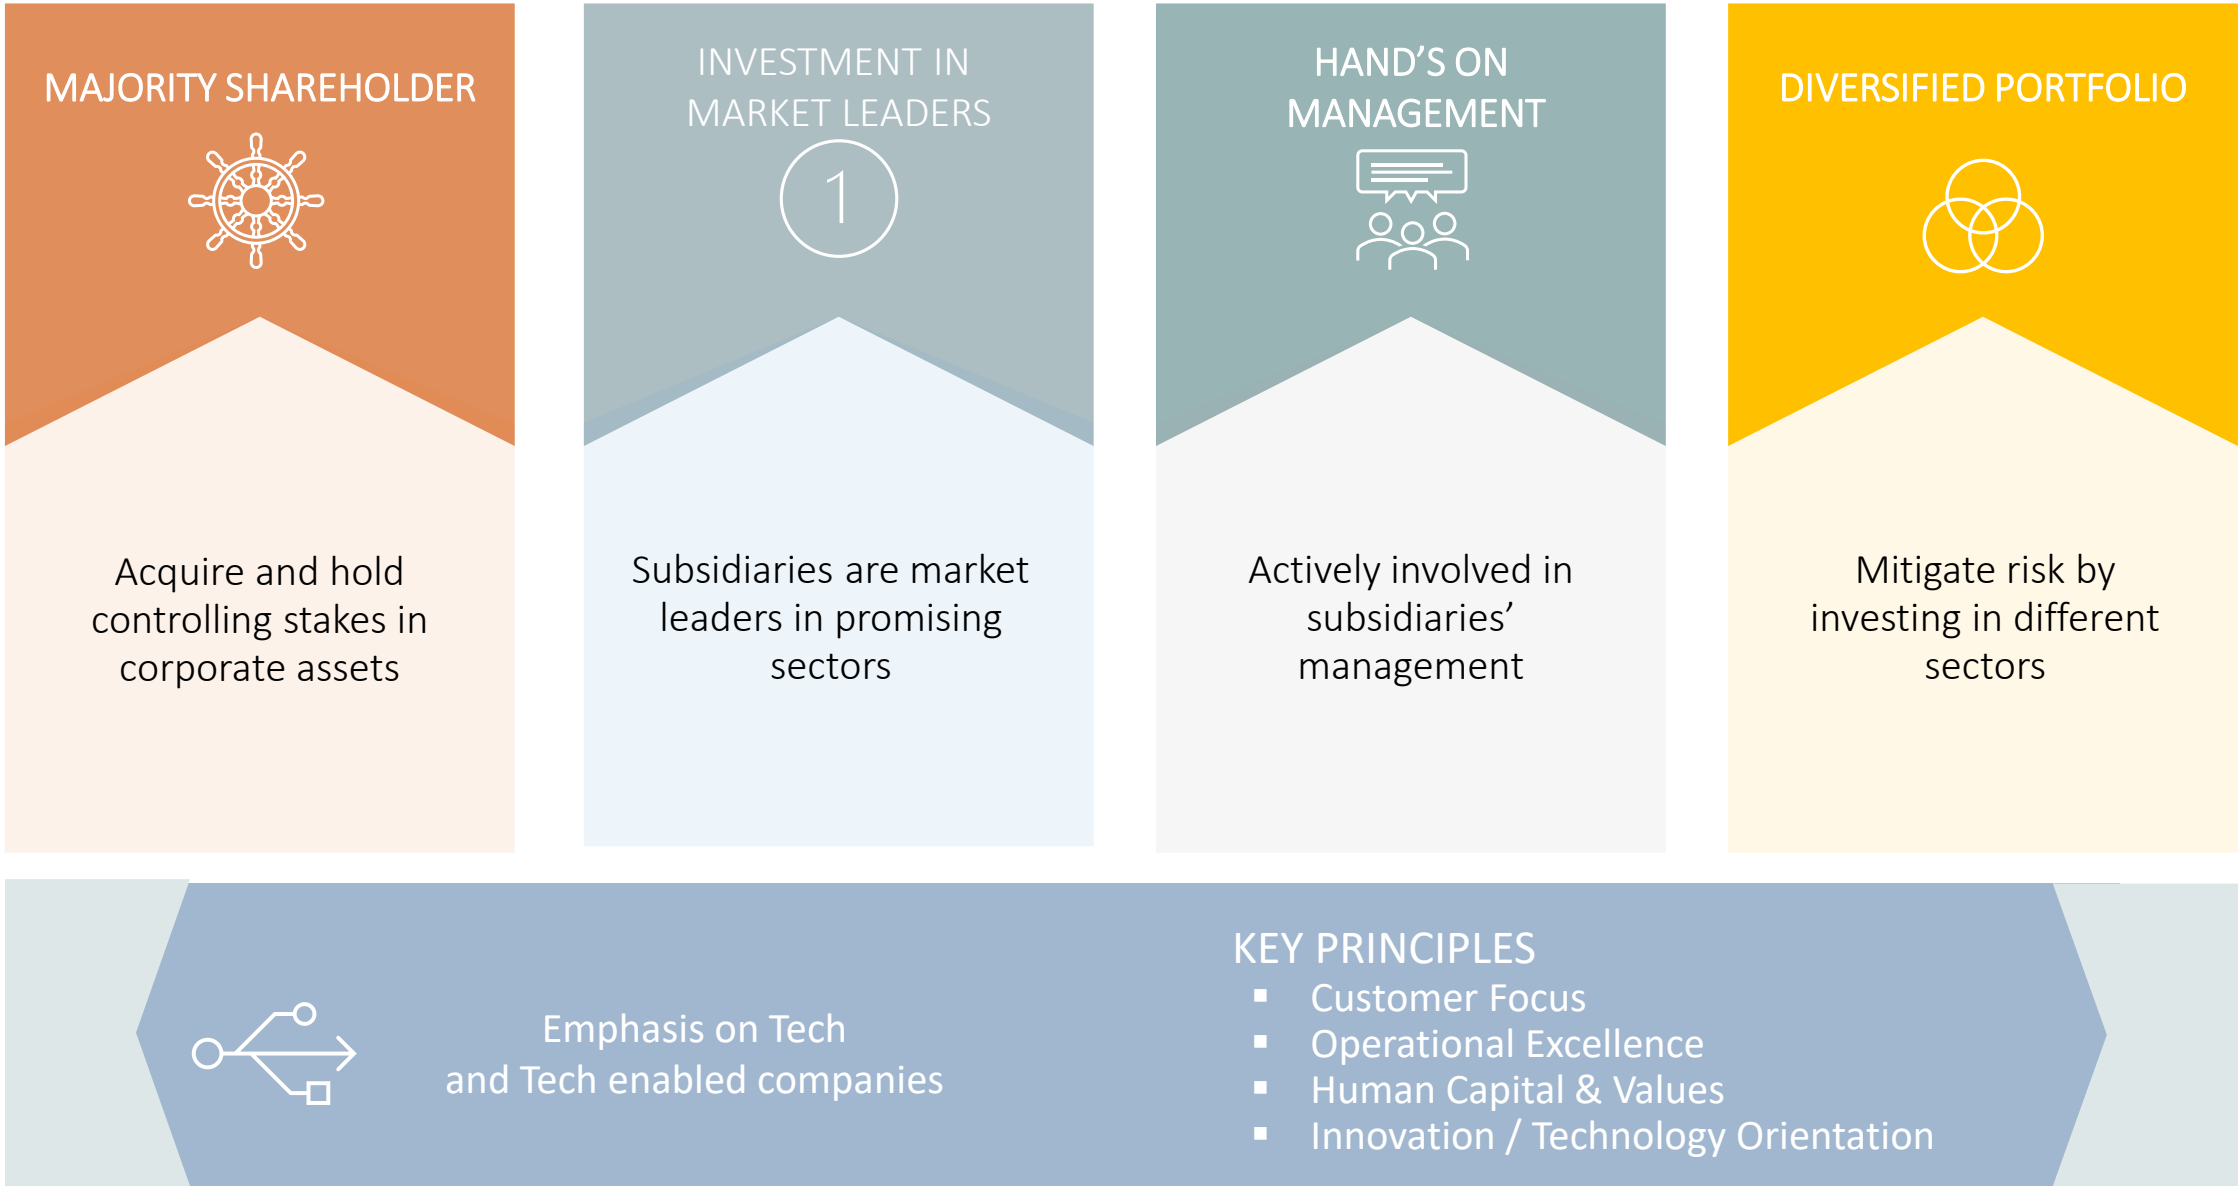 MAJORITY SHAREHOLDER
Acquire and hold
controlling stakes in
corporate assets
INVESTMENT IN
MARKET LEADERS
1
Subsidiaries are market
leaders in promising
sectors
HAND’S ON
MANAGEMENT
Actively involved in
subsidiaries’
management
DIVERSIFIED PORTFOLIO
Mitigate risk by
investing in different
sectors
Emphasis on Tech
and Tech enabled companies
KEY PRINCIPLES
▪ Customer Focus
▪ Operational Excellence
▪ Human Capital & Values
▪ Innovation / Technology Orientation